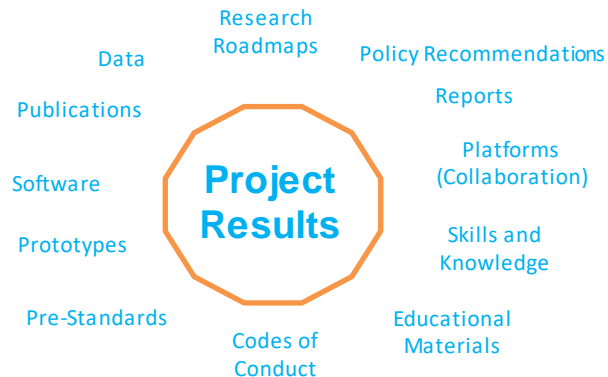 Research
Roadmaps
Policy Recommendations
Data
Reports
Publications
Platforms
(Collaboration)
Project
Results
Software
Skills and
Knowledge
Prototypes
Pre-Standards
Educational
Materials
Codes of
Conduct